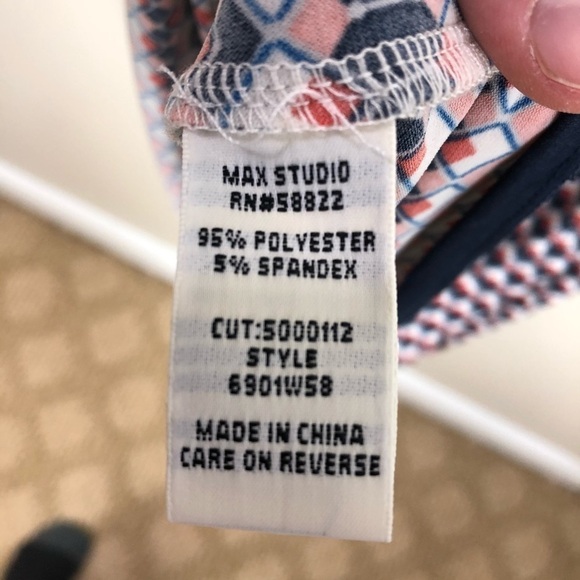 MAX STUDIO
RN#58822
95% POLYESTER
5% SPANDEX
CUT:5000112
STYLE
6901W58
MADE IN CHINA
CARE ON REVERSE